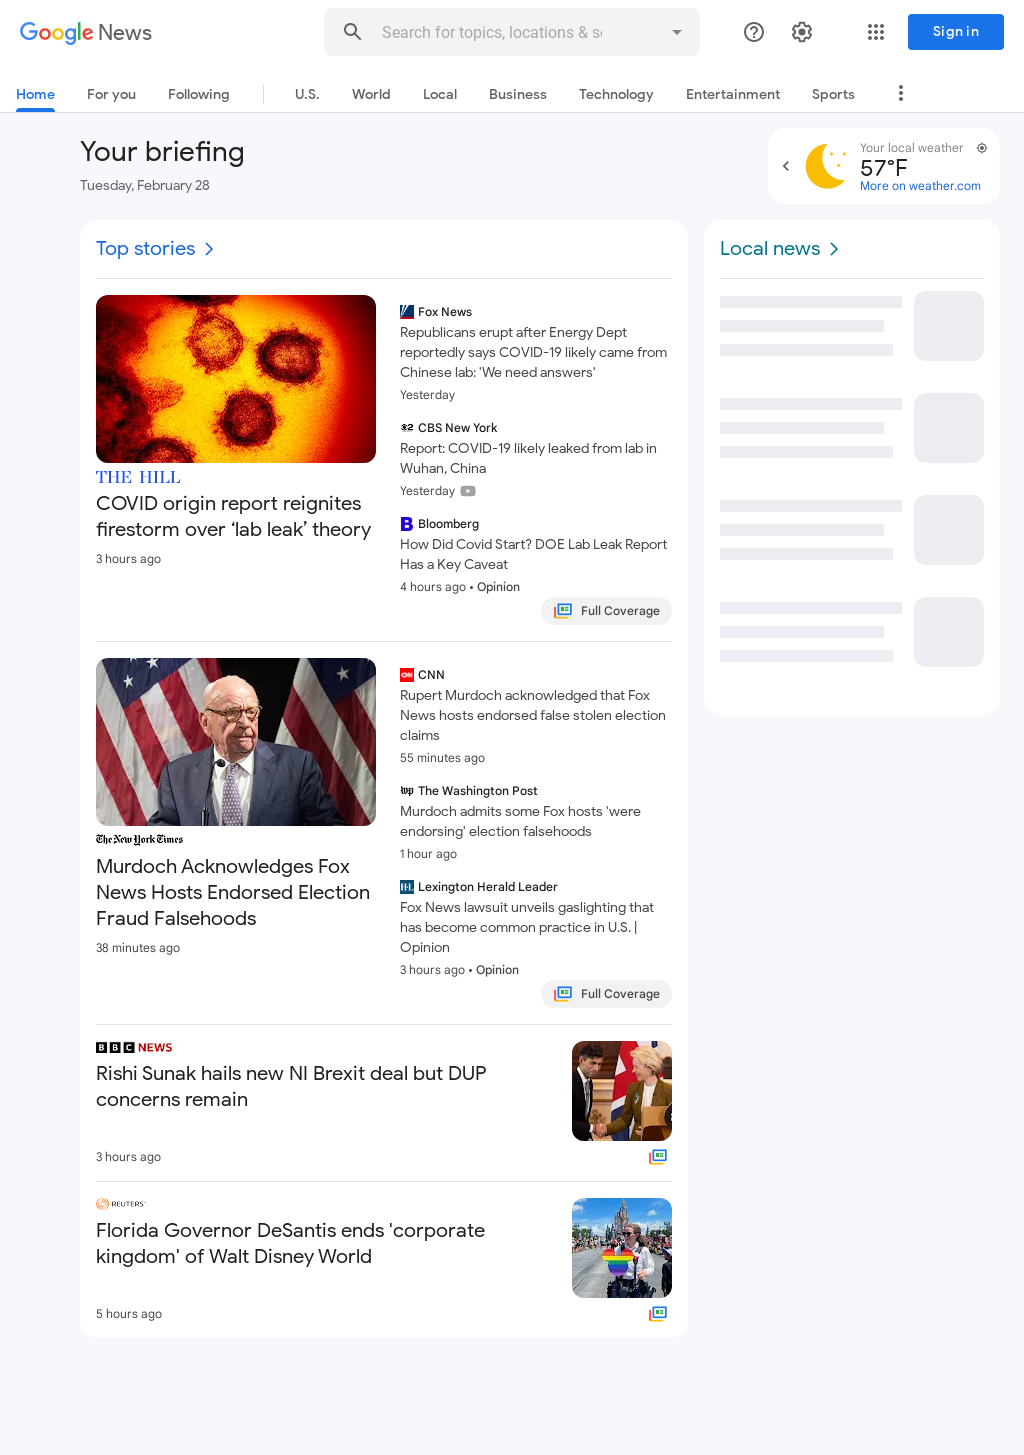 Google News
Search for topics, locations & s
Sign in
Home
For you
Following
U.S.
World
Local
Business
Technology
Entertainment
Sports
Your briefing
Tuesday, February 28
Your local weather
57°F
More on weather.com
Top stories
THE HILL
COVID origin report reignites
firestorm over ‘lab leak’ theory
3 hours ago
Fox News
Republicans erupt after Energy Dept
reportedly says COVID-19 likely came from
Chinese lab: 'We need answers'
Yesterday
CBS New York
Report: COVID-19 likely leaked from lab in
Wuhan, China
Yesterday
B Bloomberg
How Did Covid Start? DOE Lab Leak Report
Has a Key Caveat
4 hours ago • Opinion
Full Coverage
The New York Times
Murdoch Acknowledges Fox
News Hosts Endorsed Election
Fraud Falsehoods
38 minutes ago
CNN CNN
Rupert Murdoch acknowledged that Fox
News hosts endorsed false stolen election
claims
55 minutes ago
wp The Washington Post
Murdoch admits some Fox hosts 'were
endorsing' election falsehoods
1 hour ago
H-L Lexington Herald Leader
Fox News lawsuit unveils gaslighting that
has become common practice in U.S. |
Opinion
3 hours ago • Opinion
Full Coverage
BBC NEWS
Rishi Sunak hails new NI Brexit deal but DUP
concerns remain
3 hours ago
REUTERS
Florida Governor DeSantis ends 'corporate
kingdom' of Walt Disney World
5 hours ago
Local news